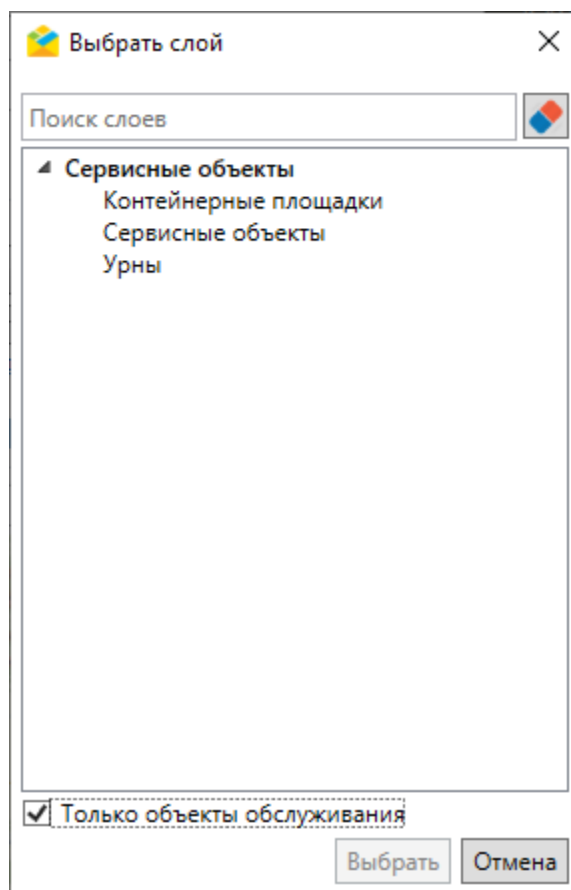 Выбрать слой
Поиск слоев
Сервисные объекты
Контейнерные площадки
Сервисные объекты
Урны
Только объекты обслуживания
Выбрать Отмена